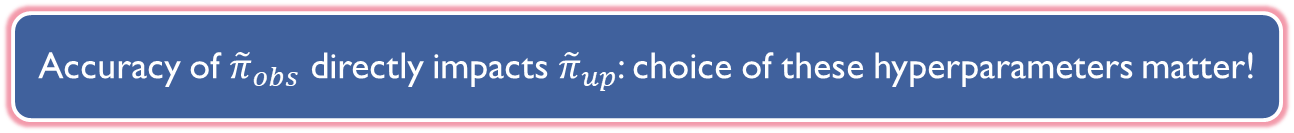 Accuracy of π̃_obs directly impacts π̃_up: choice of these hyperparameters matter!